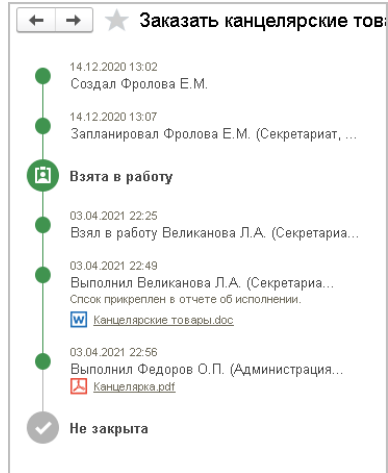 Заказать канцелярские тов
14.12.2020 13:02
Создал Фролова Е.М.
14.12.2020 13:07
Запланировал Фролова Е.М. (Секретариат, ...
Взята в работу
03.04.2021 22:25
Взял в работу Великанова Л.А. (Секретариа...
03.04.2021 22:49
Выполнил Великанова Л.А. (Секретариа...
Спсок прикреплен в отчете об исполнении.
Канцелярские товары.doc
03.04.2021 22:56
Выполнил Федоров О.П. (Администрация...
Канцелярка.pdf
Не закрыта